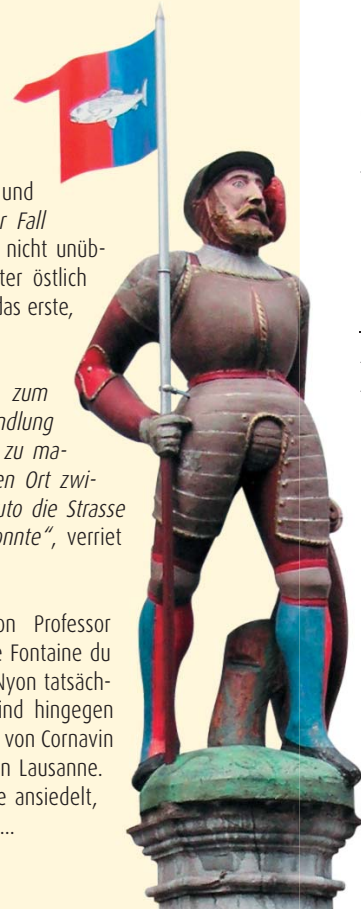 und
r Fall
nicht unüb-
ter östlich
das erste,
zum
ndlung
zu ma-
en Ort zwi-
uto die Strasse
onnte“, verriet
on Professor
e Fontaine du
Nyon tatsäch-
ind hingegen
von Cornavin
n Lausanne.
e ansiedelt,
...